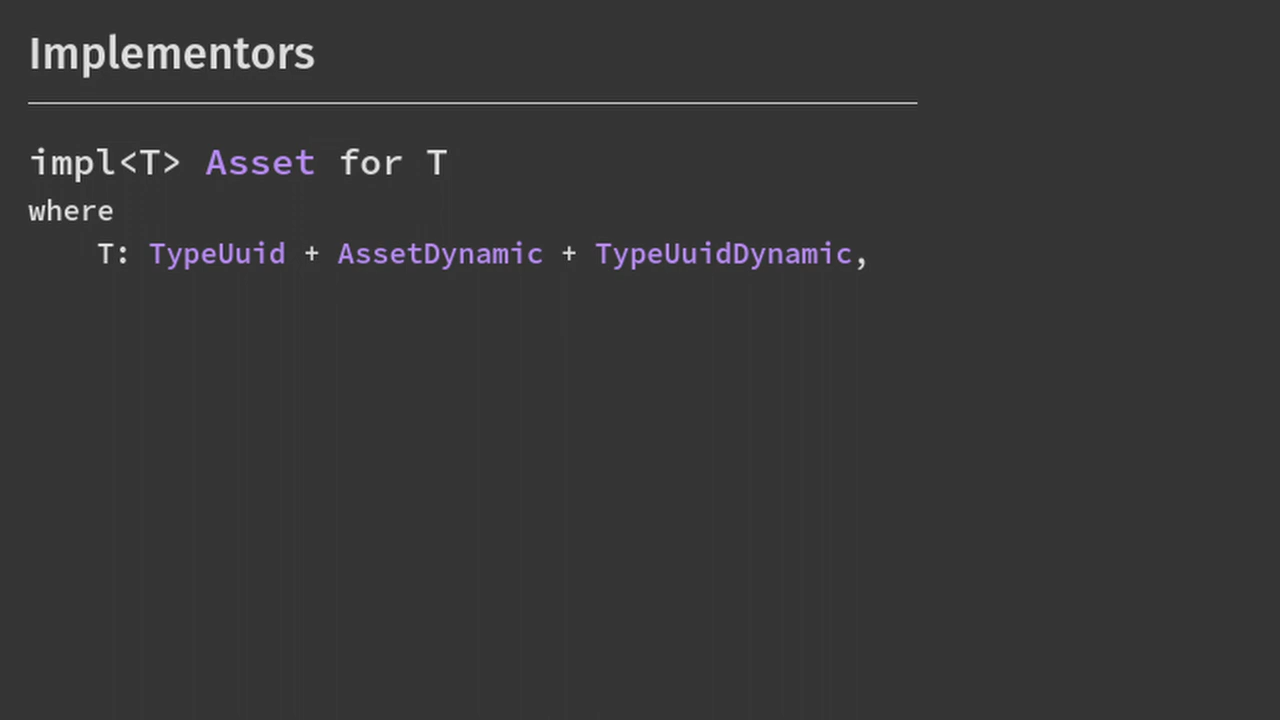 Implementors
impl<T> Asset for T
where
    T: TypeUuid + AssetDynamic + TypeUuidDynamic,